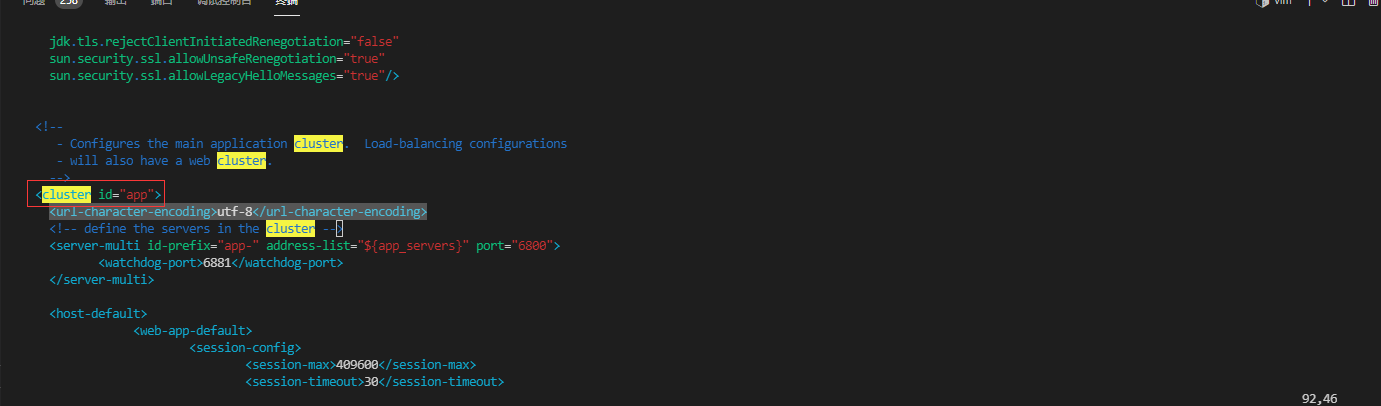 问题 258 输出 端口 调试控制台 终端 vim
jdk.tls.rejectClientInitiatedRenegotiation="false"
sun.security.ssl.allowUnsafeRenegotiation="true"
sun.security.ssl.allowLegacyHelloMessages="true"/>
<!--
- Configures the main application cluster.  Load-balancing configurations
- will also have a web cluster.
-->
<cluster id="app">
<url-character-encoding>utf-8</url-character-encoding>
<!-- define the servers in the cluster -->
<server-multi id-prefix="app-" address-list="${app_servers}" port="6800">
<watchdog-port>6881</watchdog-port>
</server-multi>
<host-default>
<web-app-default>
<session-config>
<session-max>409600</session-max>
<session-timeout>30</session-timeout>
92,46